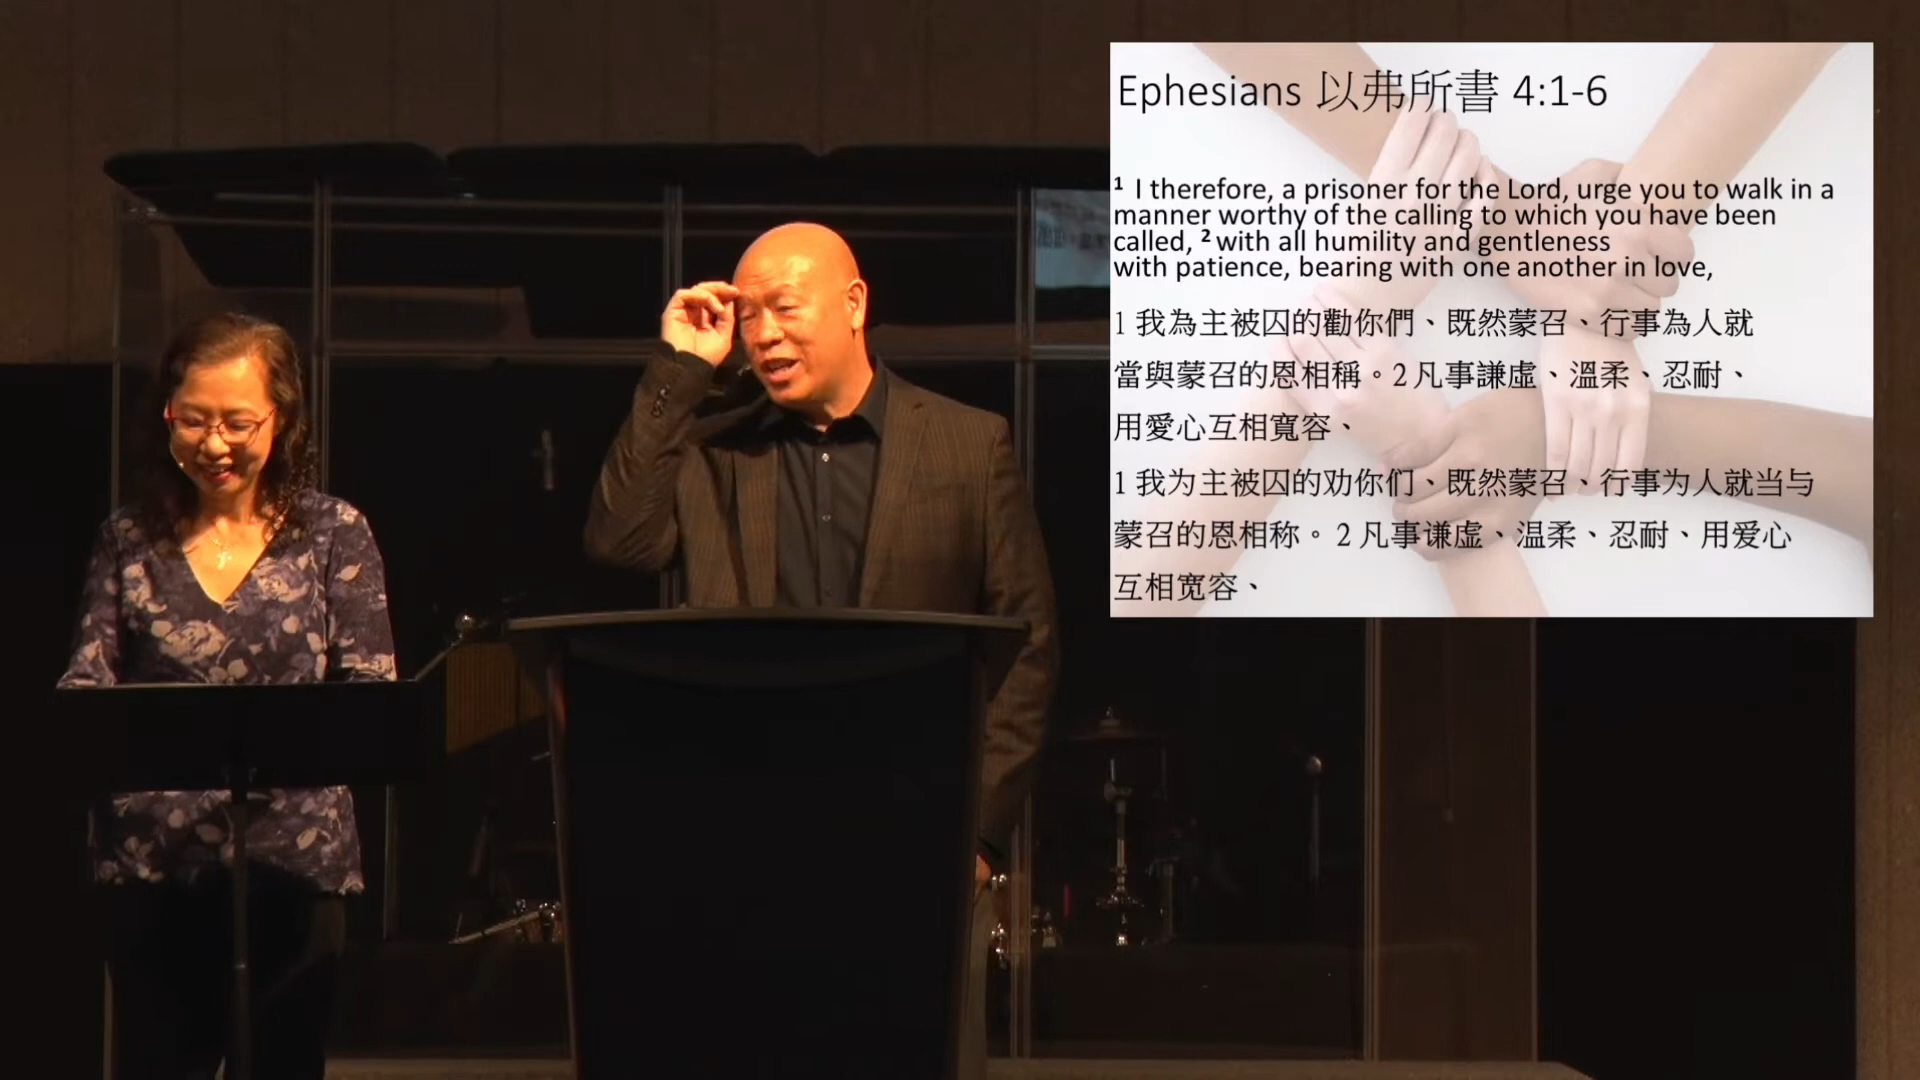 Ephesians 以弗所書 4:1-6
¹ I therefore, a prisoner for the Lord, urge you to walk in a
manner worthy of the calling to which you have been
called, ² with all humility and gentleness
with patience, bearing with one another in love,
1 我為主被囚的勸你們、既然蒙召、行事為人就
當與蒙召的恩相稱。2 凡事謙虛、溫柔、忍耐、
用愛心互相寬容、
1 我为主被囚的劝你们、既然蒙召、行事为人就当与
蒙召的恩相称。2 凡事谦虚、温柔、忍耐、用爱心
互相宽容、